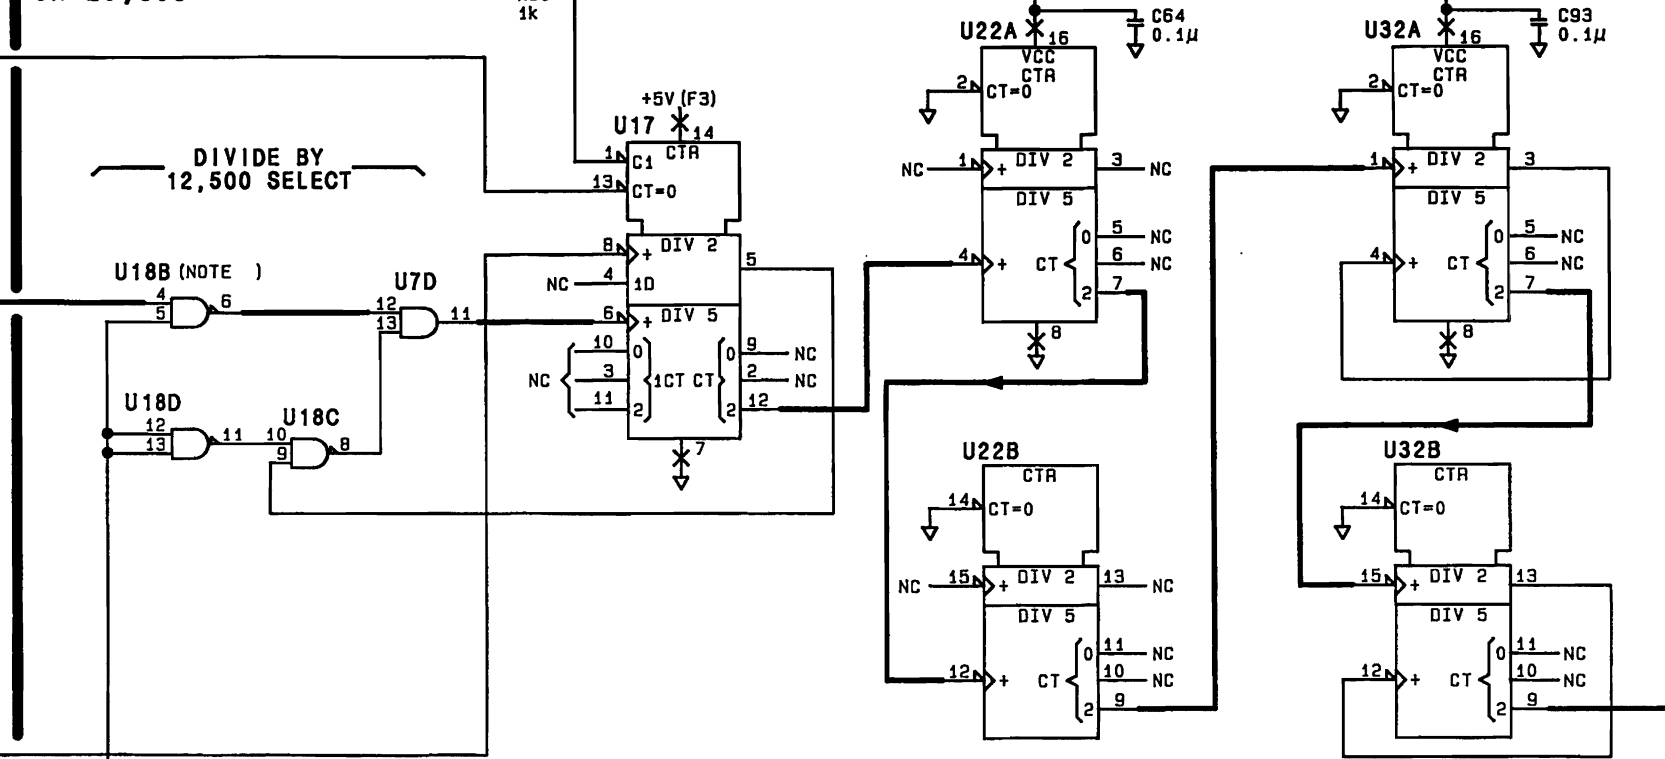 1k
DIVIDE BY
12,500 SELECT
U18B (NOTE )
4
5
6
U7D
12
13
11
U18D
12
13
11
U18C
10
9
8
+5V (F3)
U17
14
CTR
1 C1
13 CT=0
8 + DIV 2
5
NC 4 1D
6 + DIV 5
10 0
NC 3 1CT
11 2
CT
0 9 NC
2 NC
2 12
7
U22A
16
VCC
CTR
C64
0.1µ
2 CT=0
NC 1 + DIV 2 3 NC
DIV 5
0 5 NC
4 + CT 6 NC
2 7
8
U22B
CTR
14 CT=0
NC 15 + DIV 2 13 NC
DIV 5
0 11 NC
12 + CT 10 NC
2 9
U32A
16
VCC
CTR
C93
0.1µ
2 CT=0
1 + DIV 2 3
DIV 5
0 5 NC
4 + CT 6 NC
2 7
8
U32B
CTR
14 CT=0
15 + DIV 2 13
DIV 5
0 11 NC
12 + CT 10 NC
2 9